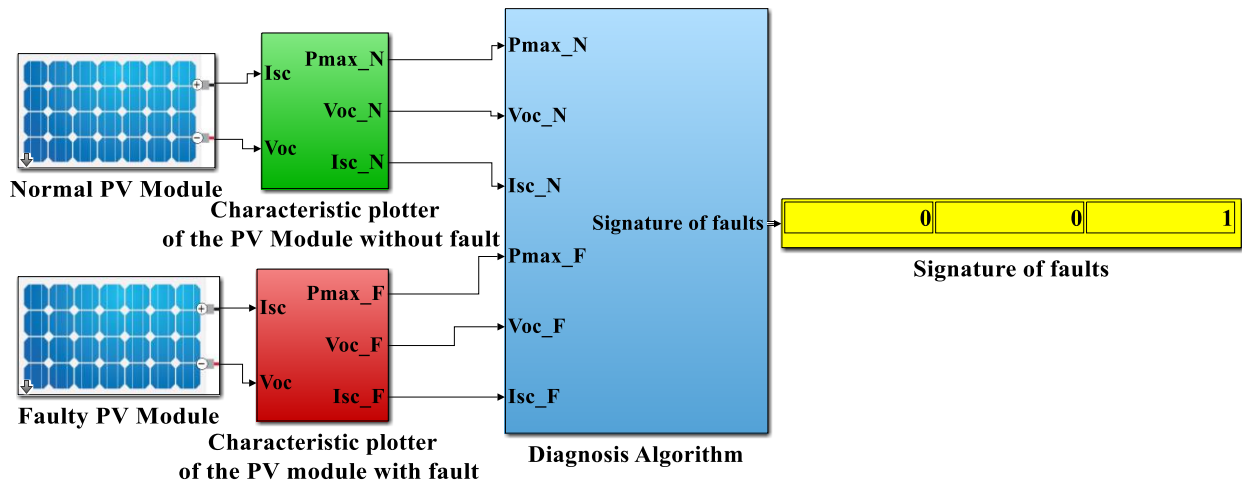 Normal PV Module
Isc
Voc
Pmax_N
Voc_N
Isc_N
Characteristic plotter
of the PV Module without fault
Faulty PV Module
Isc
Voc
Pmax_F
Voc_F
Isc_F
Characteristic plotter
of the PV module with fault
Pmax_N
Voc_N
Isc_N
Pmax_F
Voc_F
Isc_F
Signature of faults
Diagnosis Algorithm
0 0 1
Signature of faults